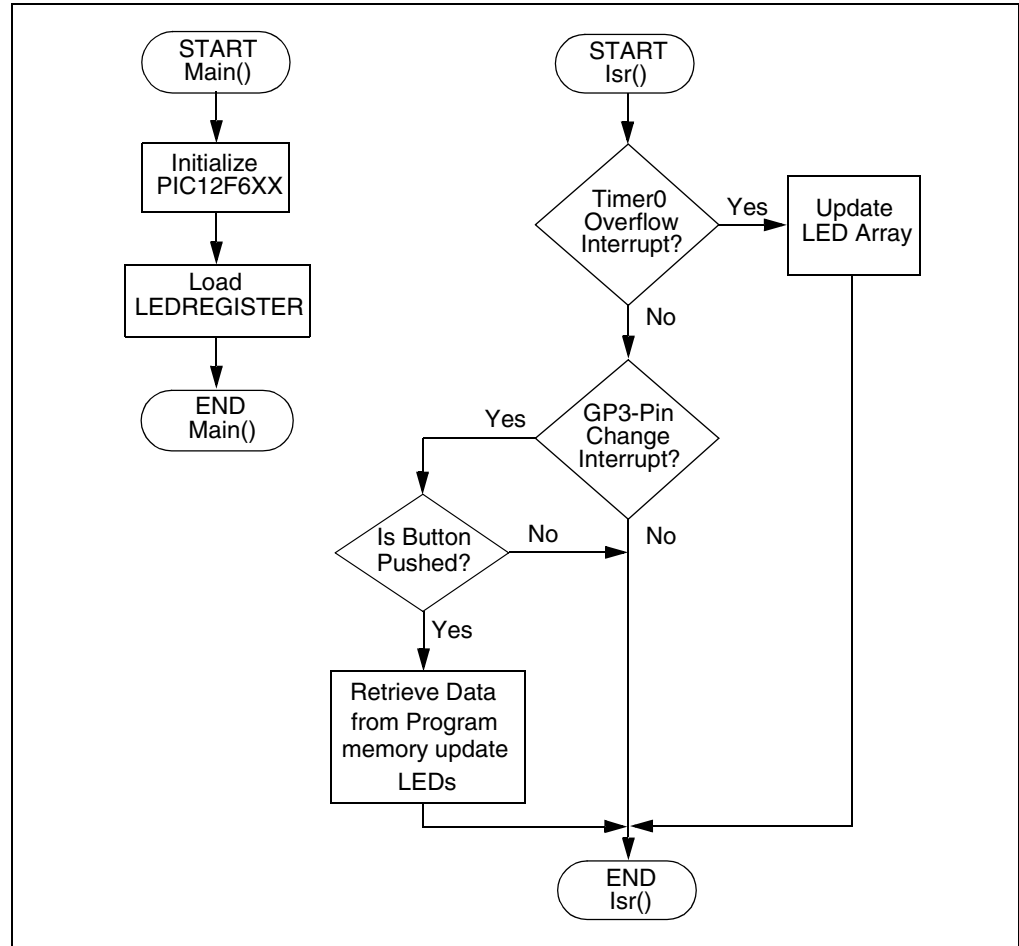 START
Main()
Initialize
PIC12F6XX
Load
LEDREGISTER
END
Main()
START
Isr()
Timer0
Overflow
Interrupt?
Yes
Update
LED Array
No
GP3-Pin
Change
Interrupt?
Yes
No
Is Button
Pushed?
No
Yes
Retrieve Data
from Program
memory update
LEDs
END
Isr()